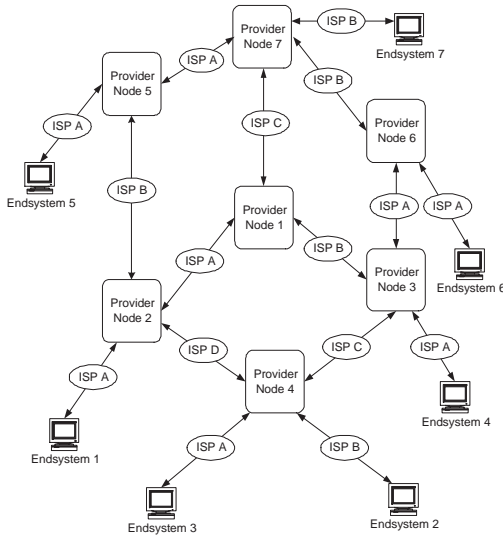 ISP B
Endsystem 7
Provider
Node 7
ISP A
Provider
Node 5
ISP B
ISP C
Provider
Node 6
ISP A
Endsystem 5
ISP B
ISP A
ISP A
Provider
Node 1
Endsystem 6
ISP A
ISP B
Provider
Node 3
Provider
Node 2
ISP D
ISP C
ISP A
Provider
Node 4
ISP A
Endsystem 4
Endsystem 1
ISP A
ISP B
Endsystem 3
Endsystem 2